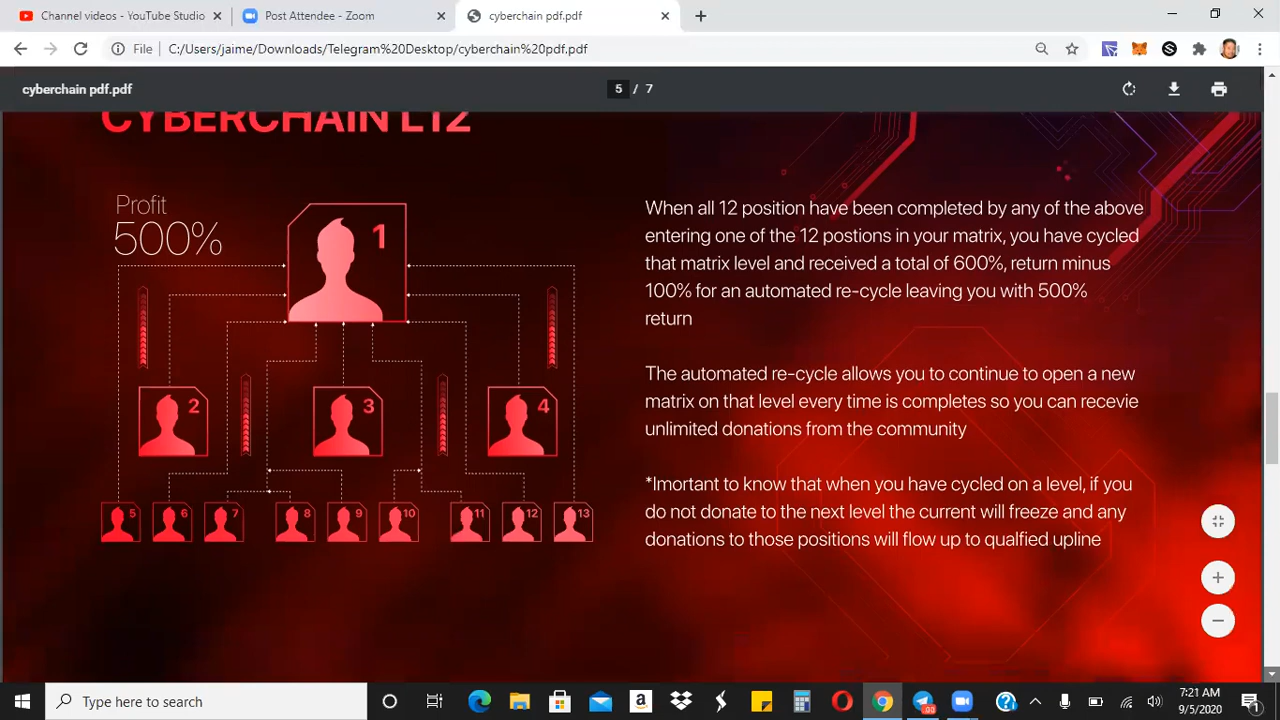 Channel videos - YouTube Studio
Post Attendee - Zoom
cyberchain pdf.pdf
File
C:/Users/jaime/Downloads/Telegram%20Desktop/cyberchain%20pdf.pdf
cyberchain pdf.pdf
5 / 7
CYBERCHAIN L12
Profit
500%
1
2
3
4
5
6
7
8
9
10
11
12
13
When all 12 position have been completed by any of the above
entering one of the 12 postions in your matrix, you have cycled
that matrix level and received a total of 600%, return minus
100% for an automated re-cycle leaving you with 500%
return
The automated re-cycle allows you to continue to open a new
matrix on that level every time is completes so you can recevie
unlimited donations from the community
*Imortant to know that when you have cycled on a level, if you
do not donate to the next level the current will freeze and any
donations to those positions will flow up to qualfied upline
Type here to search
7:21 AM
9/5/2020